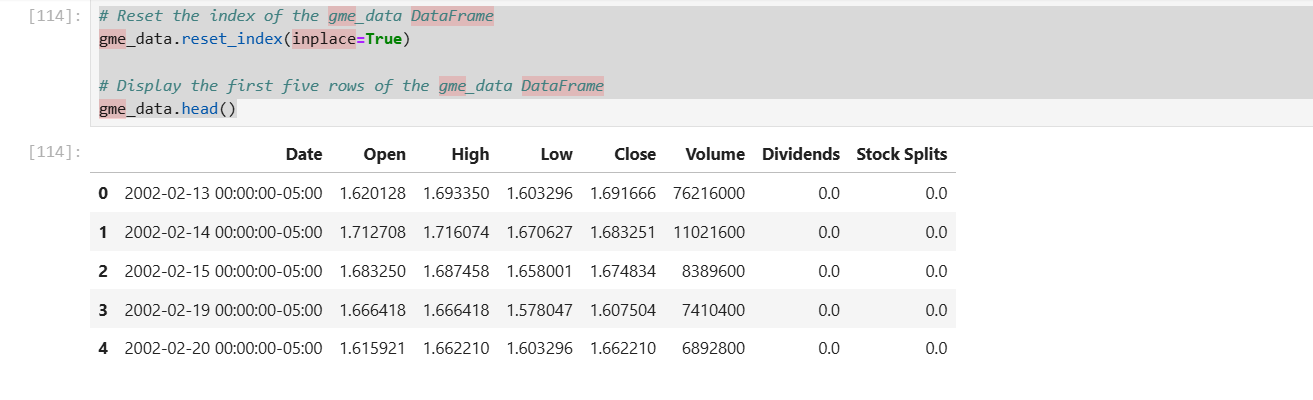 [114]: # Reset the index of the gme_data DataFrame
gme_data.reset_index(inplace=True)
# Display the first five rows of the gme_data DataFrame
gme_data.head()
[114]: Date Open High Low Close Volume Dividends Stock Splits
0 2002-02-13 00:00:00-05:00 1.620128 1.693350 1.603296 1.691666 76216000 0.0 0.0
1 2002-02-14 00:00:00-05:00 1.712708 1.716074 1.670627 1.683251 11021600 0.0 0.0
2 2002-02-15 00:00:00-05:00 1.683250 1.687458 1.658001 1.674834 8389600 0.0 0.0
3 2002-02-19 00:00:00-05:00 1.666418 1.666418 1.578047 1.607504 7410400 0.0 0.0
4 2002-02-20 00:00:00-05:00 1.615921 1.662210 1.603296 1.662210 6892800 0.0 0.0